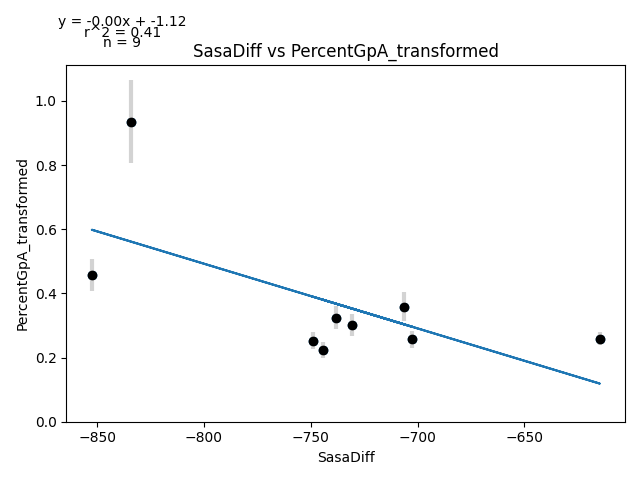 y = -0.00x + -1.12
r^2 = 0.41
n = 9
SasaDiff vs PercentGpA_transformed
PercentGpA_transformed
1.0
0.8
0.6
0.4
0.2
0.0
−850
−800
−750
−700
−650
SasaDiff